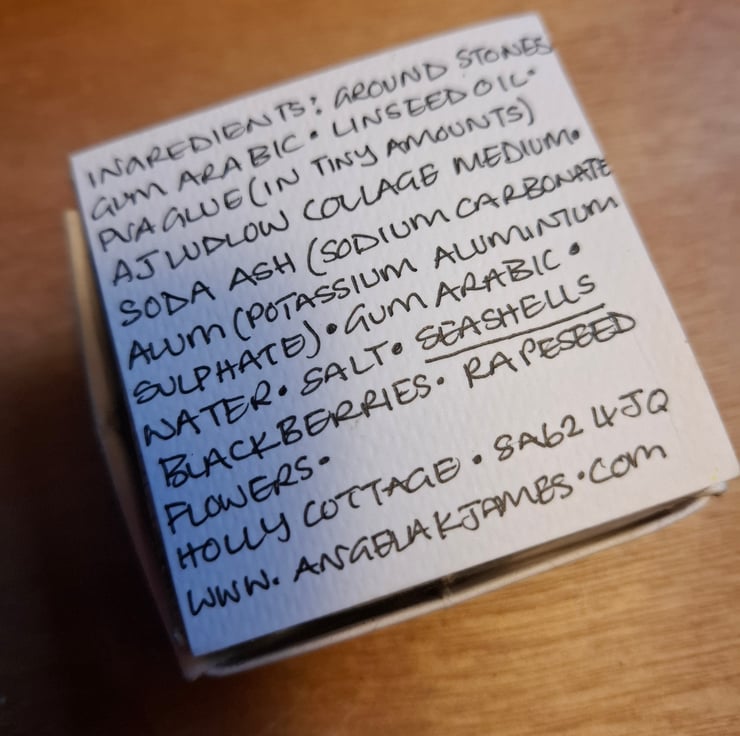 INGREDIENTS: GROUND STONES
GUM ARABIC • LINSEED OIL •
PVA GLUE (IN TINY AMOUNTS)
AJ LUDLOW COLLAGE MEDIUM •
SODA ASH (SODIUM CARBONATE
ALUM (POTASSIUM ALUMINIUM
SULPHATE) • GUM ARABIC •
WATER • SALT • SEASHELLS
BLACKBERRIES • RAPESEED
FLOWERS •
HOLLY COTTAGE • SA62 4JQ
WWW.ANGELAKJAMES.COM